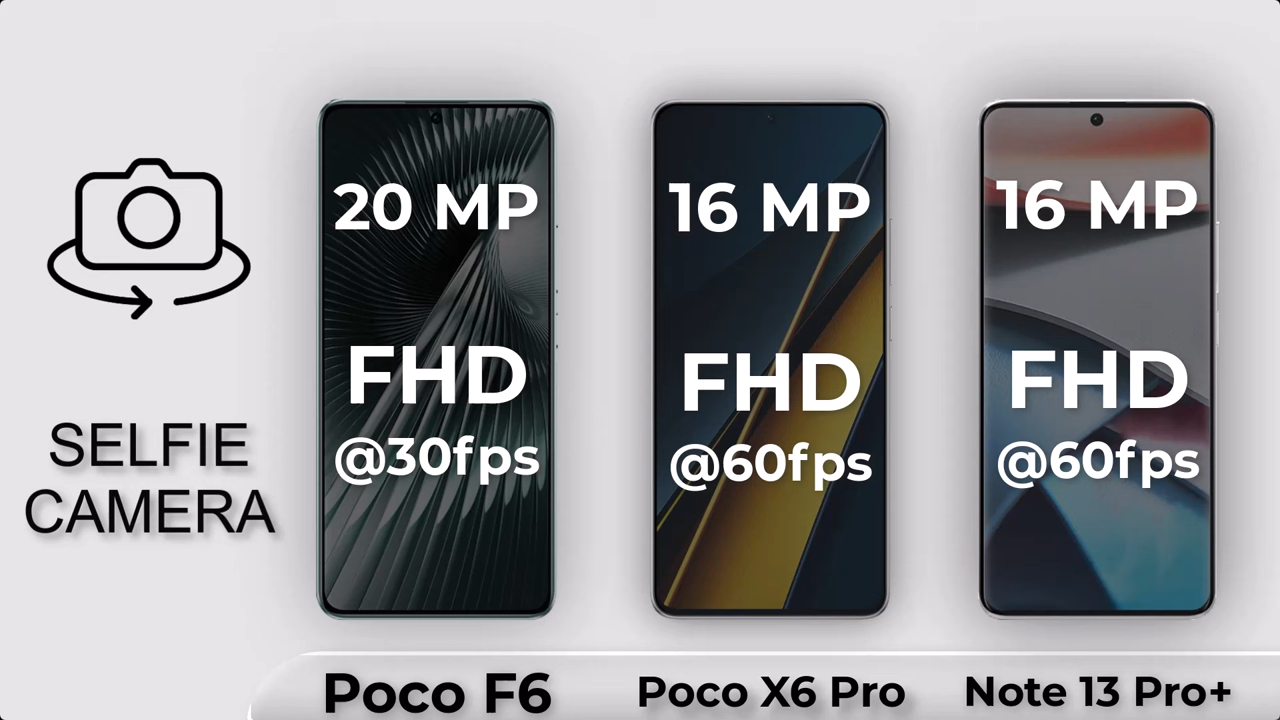 SELFIE
CAMERA
20 MP
FHD
@30fps
Poco F6
16 MP
FHD
@60fps
Poco X6 Pro
16 MP
FHD
@60fps
Note 13 Pro+